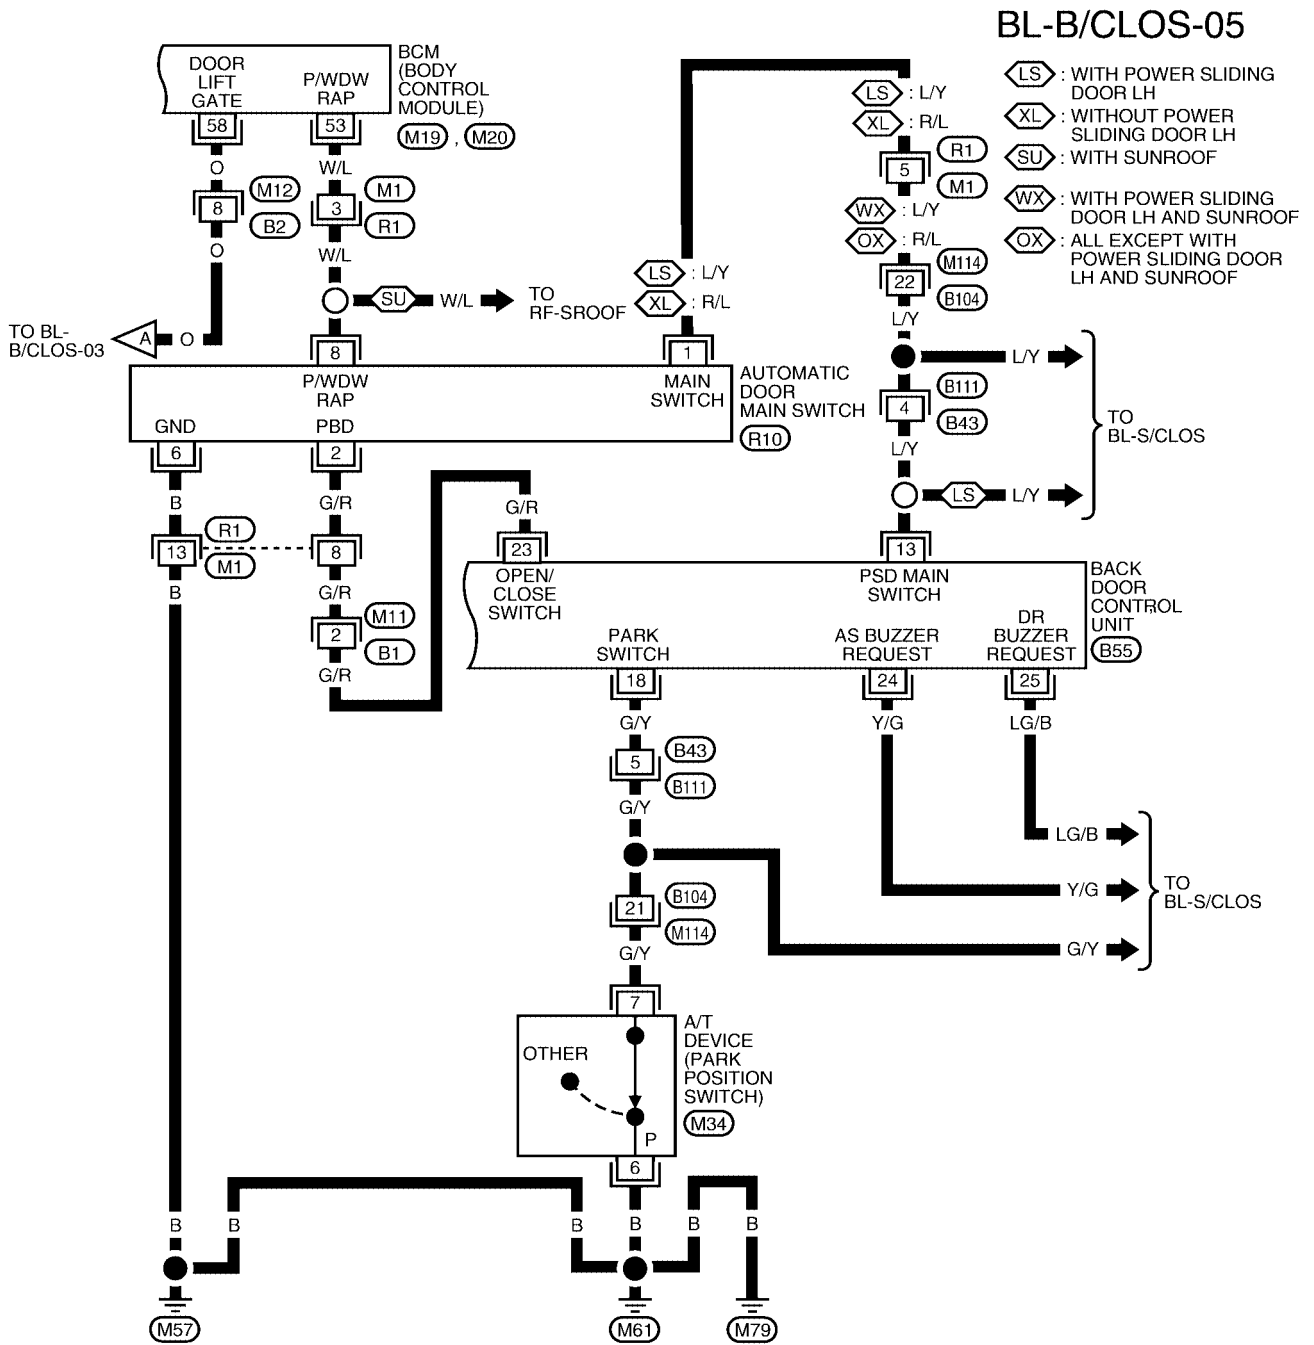 BL-B/CLOS-05
LS : WITH POWER SLIDING
DOOR LH
XL : WITHOUT POWER
SLIDING DOOR LH
SU : WITH SUNROOF
WX : WITH POWER SLIDING
DOOR LH AND SUNROOF
OX : ALL EXCEPT WITH
POWER SLIDING DOOR
LH AND SUNROOF
DOOR
LIFT
GATE
P/WDW
RAP
BCM
(BODY
CONTROL
MODULE)
M19 , M20
58
53
O
W/L
8
M12
B2
3
M1
R1
O
W/L
SU
W/L
TO
RF-SROOF
TO BL-
B/CLOS-03
A
O
LS : L/Y
XL : R/L
5
R1
M1
WX : L/Y
OX : R/L
22
M114
B104
L/Y
LS : L/Y
XL : R/L
L/Y
4
B111
B43
L/Y
TO
BL-S/CLOS
LS
L/Y
8
1
P/WDW
RAP
MAIN
SWITCH
GND
PBD
AUTOMATIC
DOOR
MAIN SWITCH
R10
6
2
B
G/R
13
R1
M1
8
B
G/R
2
M11
B1
G/R
G/R
23
13
OPEN/
CLOSE
SWITCH
PSD MAIN
SWITCH
PARK
SWITCH
AS BUZZER
REQUEST
DR
BUZZER
REQUEST
BACK
DOOR
CONTROL
UNIT
B55
18
24
25
G/Y
Y/G
LG/B
5
B43
B111
G/Y
LG/B
Y/G
G/Y
TO
BL-S/CLOS
21
B104
M114
G/Y
7
OTHER
P
A/T
DEVICE
(PARK
POSITION
SWITCH)
M34
6
B
B
B
B
B
B
M57
M61
M79